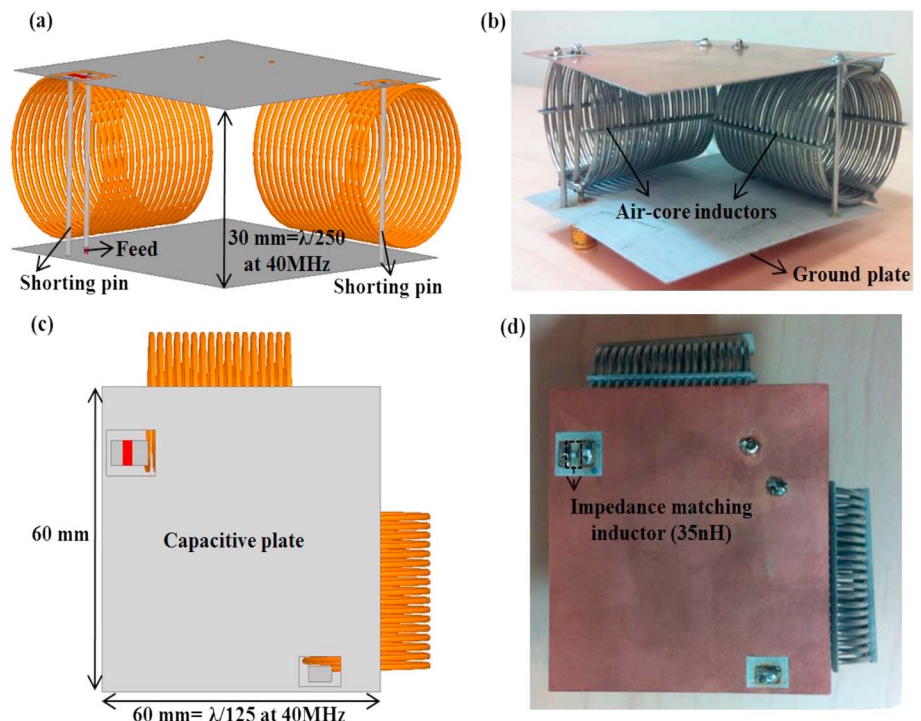 (a)
30 mm=λ/250
at 40MHz
Feed
Shorting pin
Shorting pin
(b)
Air-core inductors
Ground plate
(c)
60 mm
Capacitive plate
60 mm= λ/125 at 40MHz
(d)
Impedance matching
inductor (35nH)